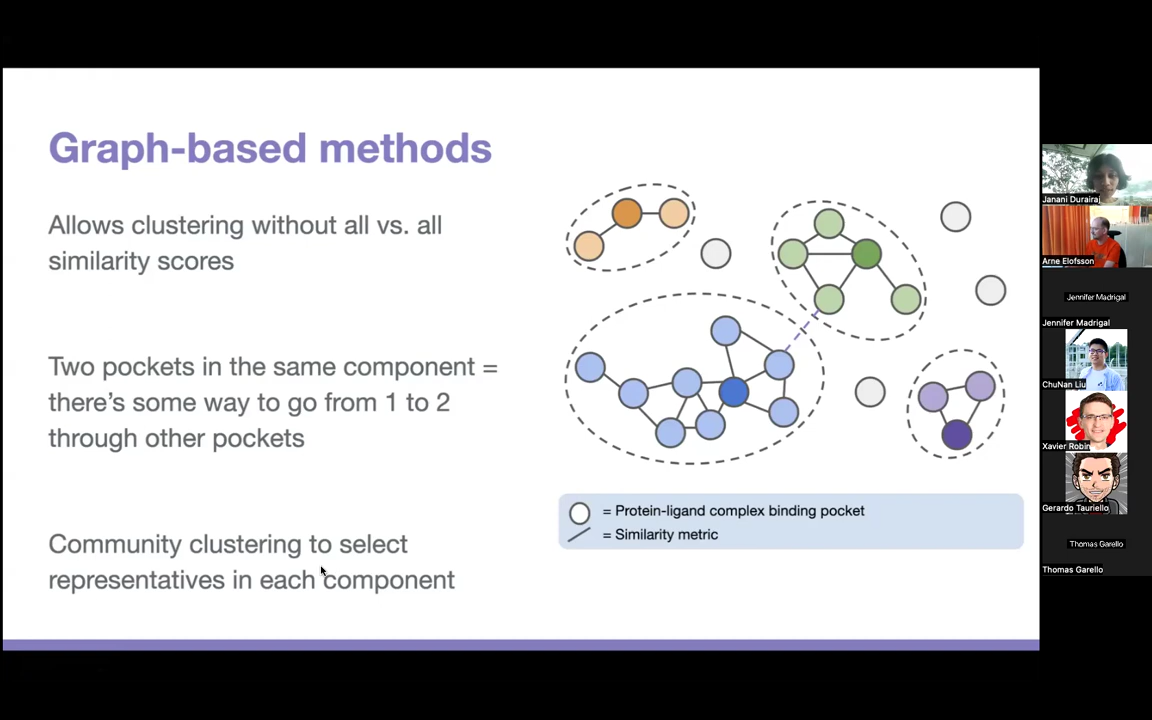 Graph-based methods
Allows clustering without all vs. all
similarity scores
Two pockets in the same component =
there's some way to go from 1 to 2
through other pockets
Community clustering to select
representatives in each component
= Protein-ligand complex binding pocket
= Similarity metric
Janani Durairaj
Arne Elofsson
Jennifer Madrigal
Jennifer Madrigal
ChuNan Liu
Xavier Robin
Gerardo Tauriello
Thomas Garello
Thomas Garello